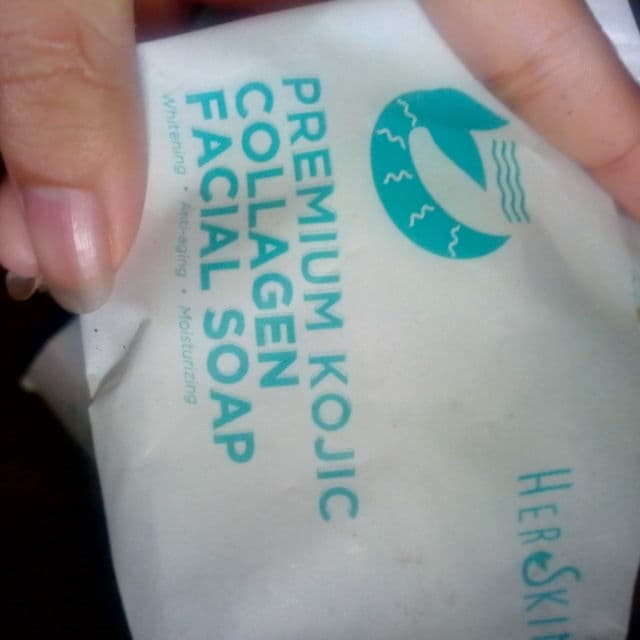 HERSKIN
PREMIUM KOJIC
COLLAGEN
FACIAL SOAP
Whitening • Anti-aging • Moisturizing